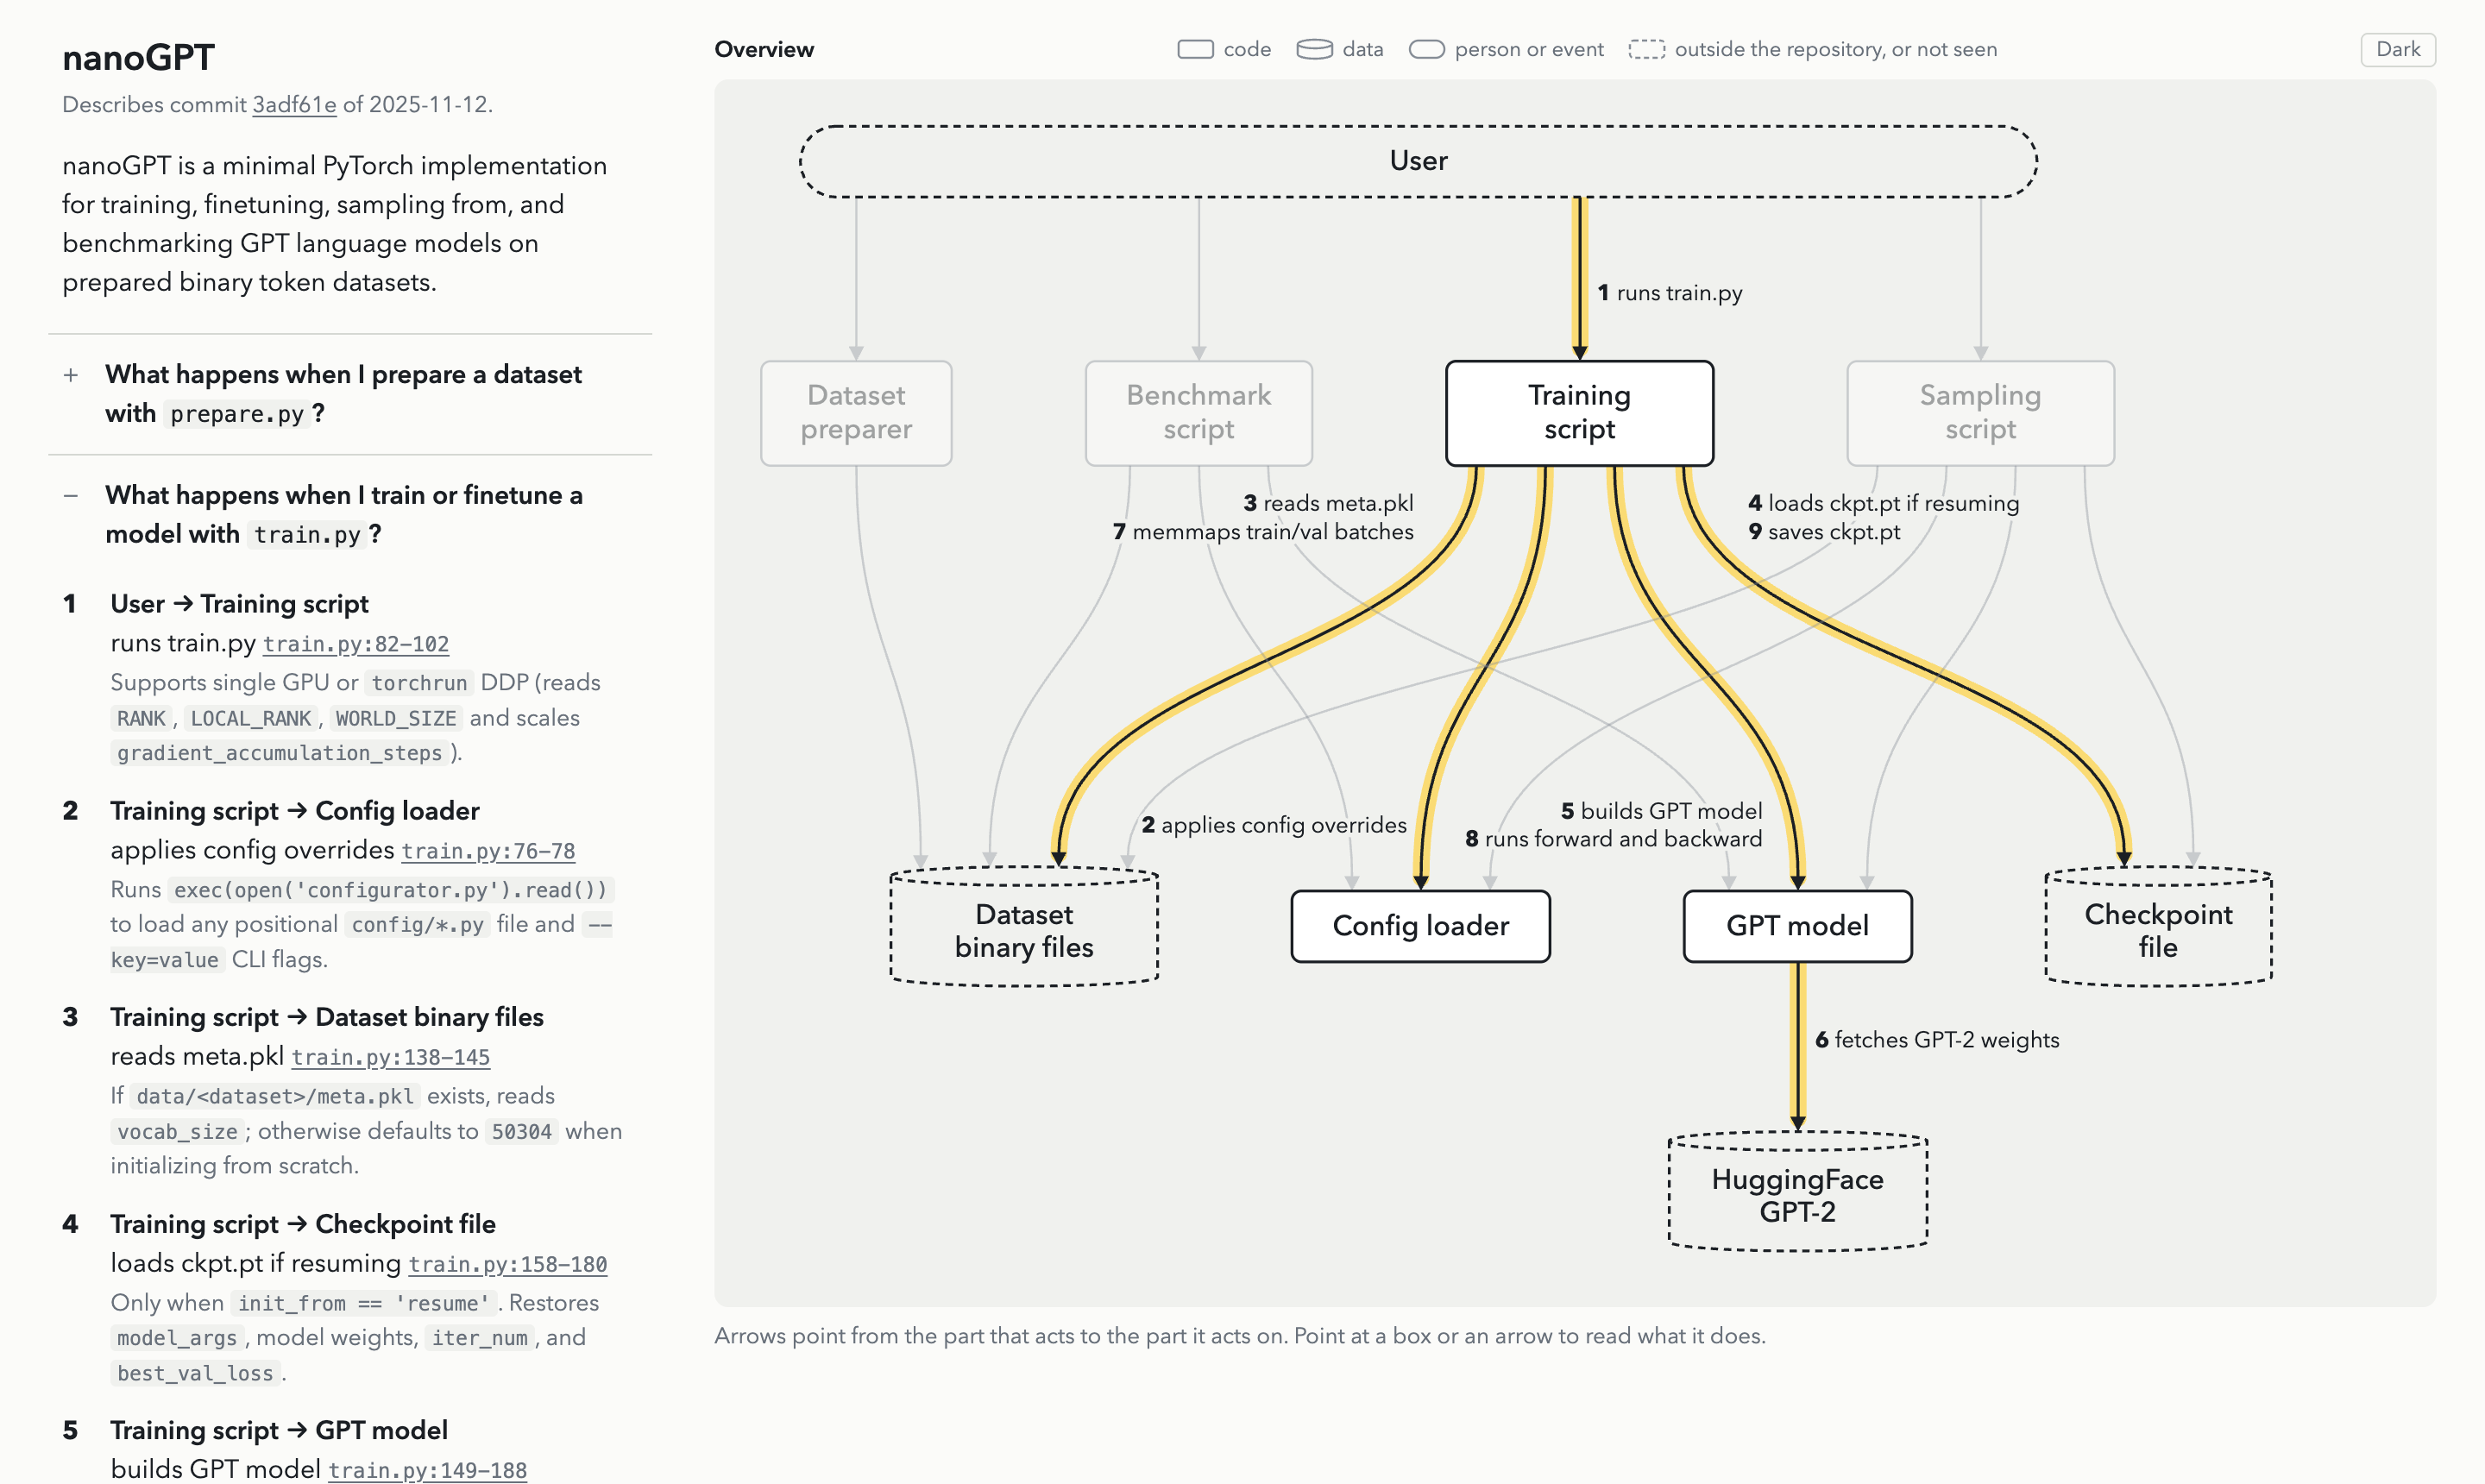 nanoGPT
Describes commit 3adf61e of 2025-11-12.
nanoGPT is a minimal PyTorch implementation
for training, finetuning, sampling from, and
benchmarking GPT language models on
prepared binary token datasets.
+ What happens when I prepare a dataset
with prepare.py?
− What happens when I train or finetune a
model with train.py?
1 User → Training script
runs train.py train.py:82–102
Supports single GPU or torchrun DDP (reads
RANK, LOCAL_RANK, WORLD_SIZE and scales
gradient_accumulation_steps).
2 Training script → Config loader
applies config overrides train.py:76–78
Runs exec(open('configurator.py').read())
to load any positional config/*.py file and --
key=value CLI flags.
3 Training script → Dataset binary files
reads meta.pkl train.py:138–145
If data/<dataset>/meta.pkl exists, reads
vocab_size; otherwise defaults to 50304 when
initializing from scratch.
4 Training script → Checkpoint file
loads ckpt.pt if resuming train.py:158–180
Only when init_from == 'resume'. Restores
model_args, model weights, iter_num, and
best_val_loss.
5 Training script → GPT model
builds GPT model train.py:149–188
Overview
code
data
person or event
outside the repository, or not seen
Dark
User
1 runs train.py
Dataset
preparer
Benchmark
script
Training
script
Sampling
script
3 reads meta.pkl
7 memmaps train/val batches
4 loads ckpt.pt if resuming
9 saves ckpt.pt
2 applies config overrides
5 builds GPT model
8 runs forward and backward
Dataset
binary files
Config loader
GPT model
Checkpoint
file
6 fetches GPT-2 weights
HuggingFace
GPT-2
Arrows point from the part that acts to the part it acts on. Point at a box or an arrow to read what it does.